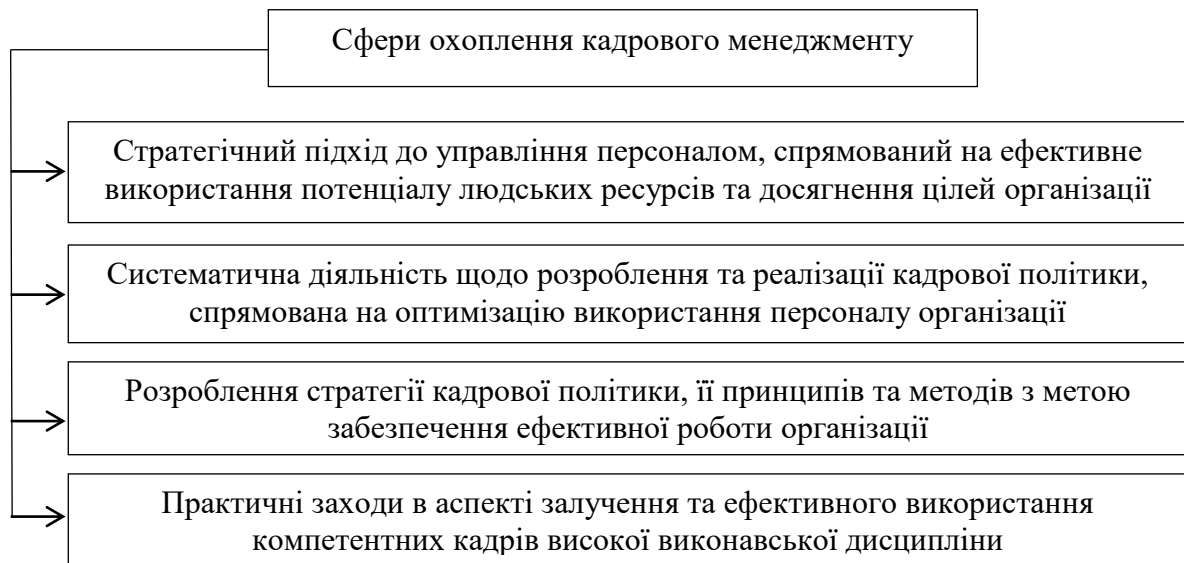 Сфери охоплення кадрового менеджменту
Стратегічний підхід до управління персоналом, спрямований на ефективне
використання потенціалу людських ресурсів та досягнення цілей організації
Систематична діяльність щодо розроблення та реалізації кадрової політики,
спрямована на оптимізацію використання персоналу організації
Розроблення стратегії кадрової політики, її принципів та методів з метою
забезпечення ефективної роботи організації
Практичні заходи в аспекті залучення та ефективного використання
компетентних кадрів високої виконавської дисципліни